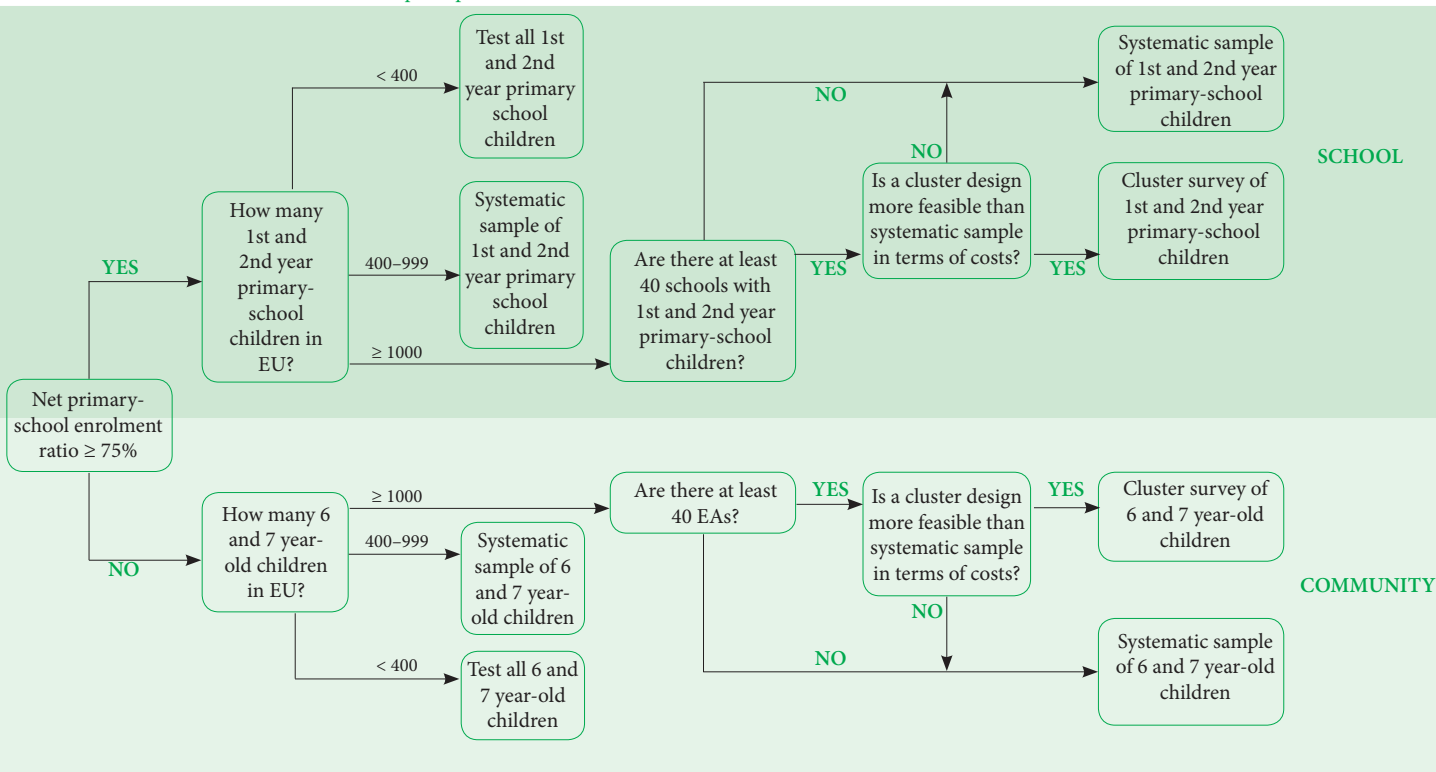 Test all 1st
and 2nd
year primary
school
children
< 400
Systematic
sample of
1st and 2nd
year primary
school
children
400–999
How many
1st and
2nd year
primary-
school
children in
EU?
≥ 1000
YES
Net primary-
school enrolment
ratio ≥ 75%
Are there at least
40 schools with
1st and 2nd year
primary-school
children?
NO
YES
Is a cluster design
more feasible than
systematic sample
in terms of costs?
NO
YES
Systematic sample
of 1st and 2nd year
primary-school
children
Cluster survey of
1st and 2nd year
primary-school
children
SCHOOL
NO
How many 6
and 7 year-
old children
in EU?
≥ 1000
400–999
< 400
Systematic
sample of 6
and 7 year-
old children
Test all 6 and
7 year-old
children
Are there at least
40 EAs?
YES
NO
Is a cluster design
more feasible than
systematic sample
in terms of costs?
YES
NO
Cluster survey of
6 and 7 year-old
children
Systematic sample
of 6 and 7 year-old
children
COMMUNITY